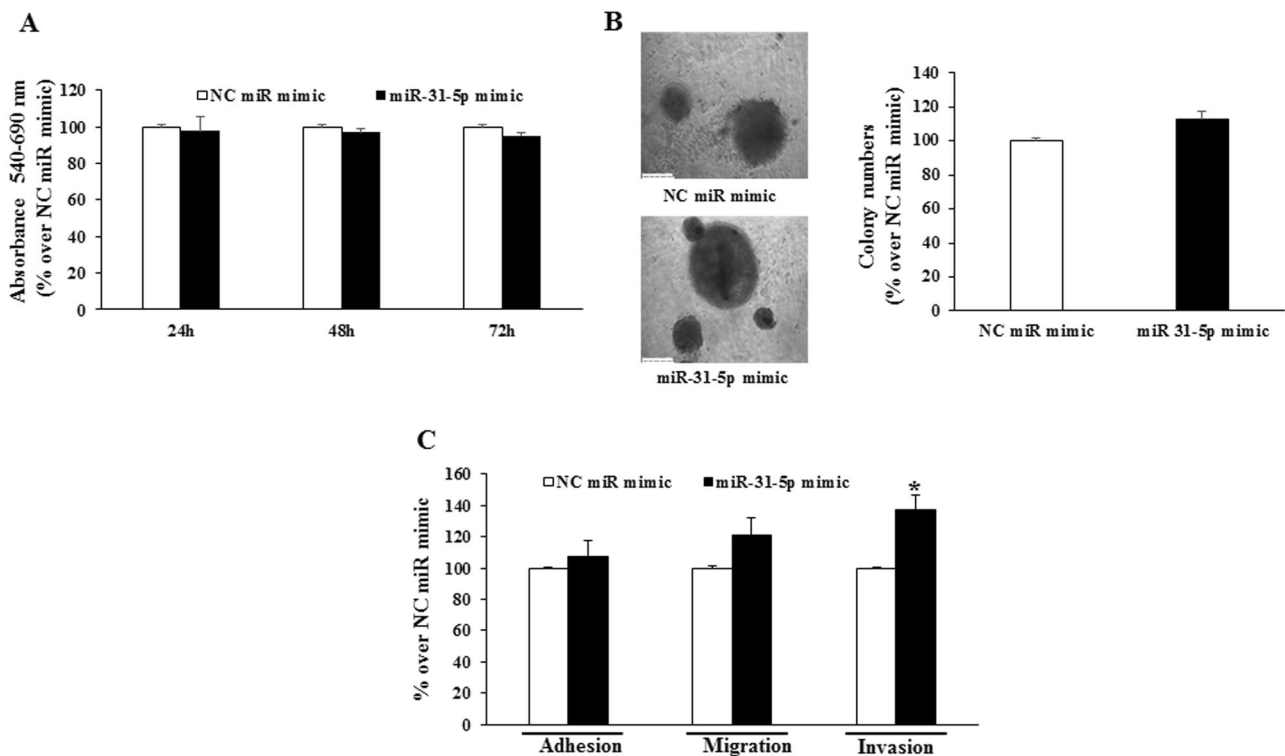 A
Absorbance 540-690 nm
(% over NC miR mimic)
120
100
80
60
40
20
0
NC miR mimic
miR-31-5p mimic
24h
48h
72h
B
NC miR mimic
miR-31-5p mimic
Colony numbers
(% over NC miR mimic)
140
120
100
80
60
40
20
0
NC miR mimic
miR 31-5p mimic
C
% over NC miR mimic
160
140
120
100
80
60
40
20
0
NC miR mimic
miR-31-5p mimic
*
Adhesion
Migration
Invasion